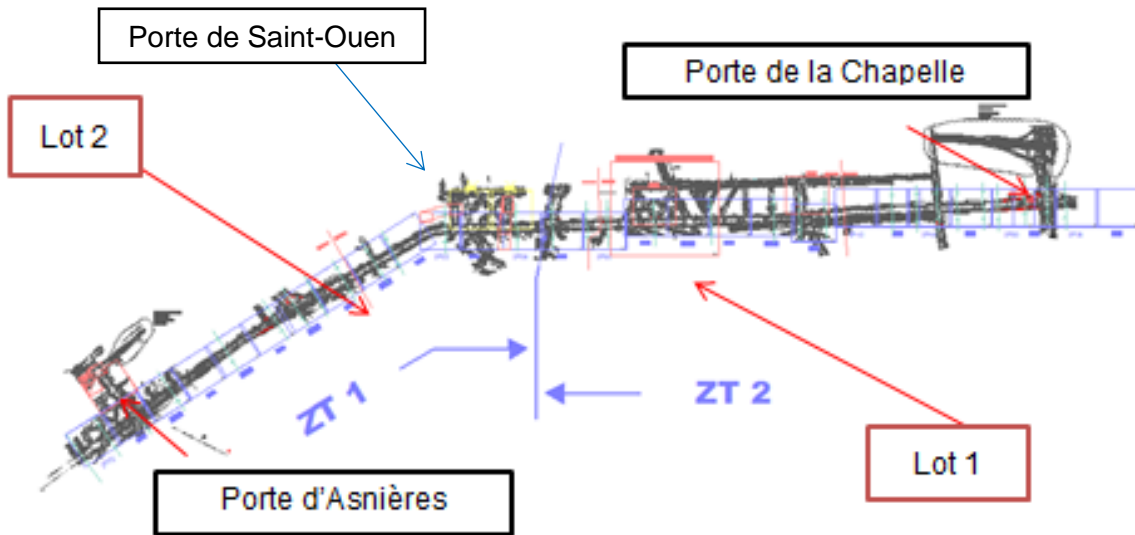 Porte de Saint-Ouen
Porte de la Chapelle
Lot 2
ZT 1
ZT 2
Lot 1
Porte d'Asnières